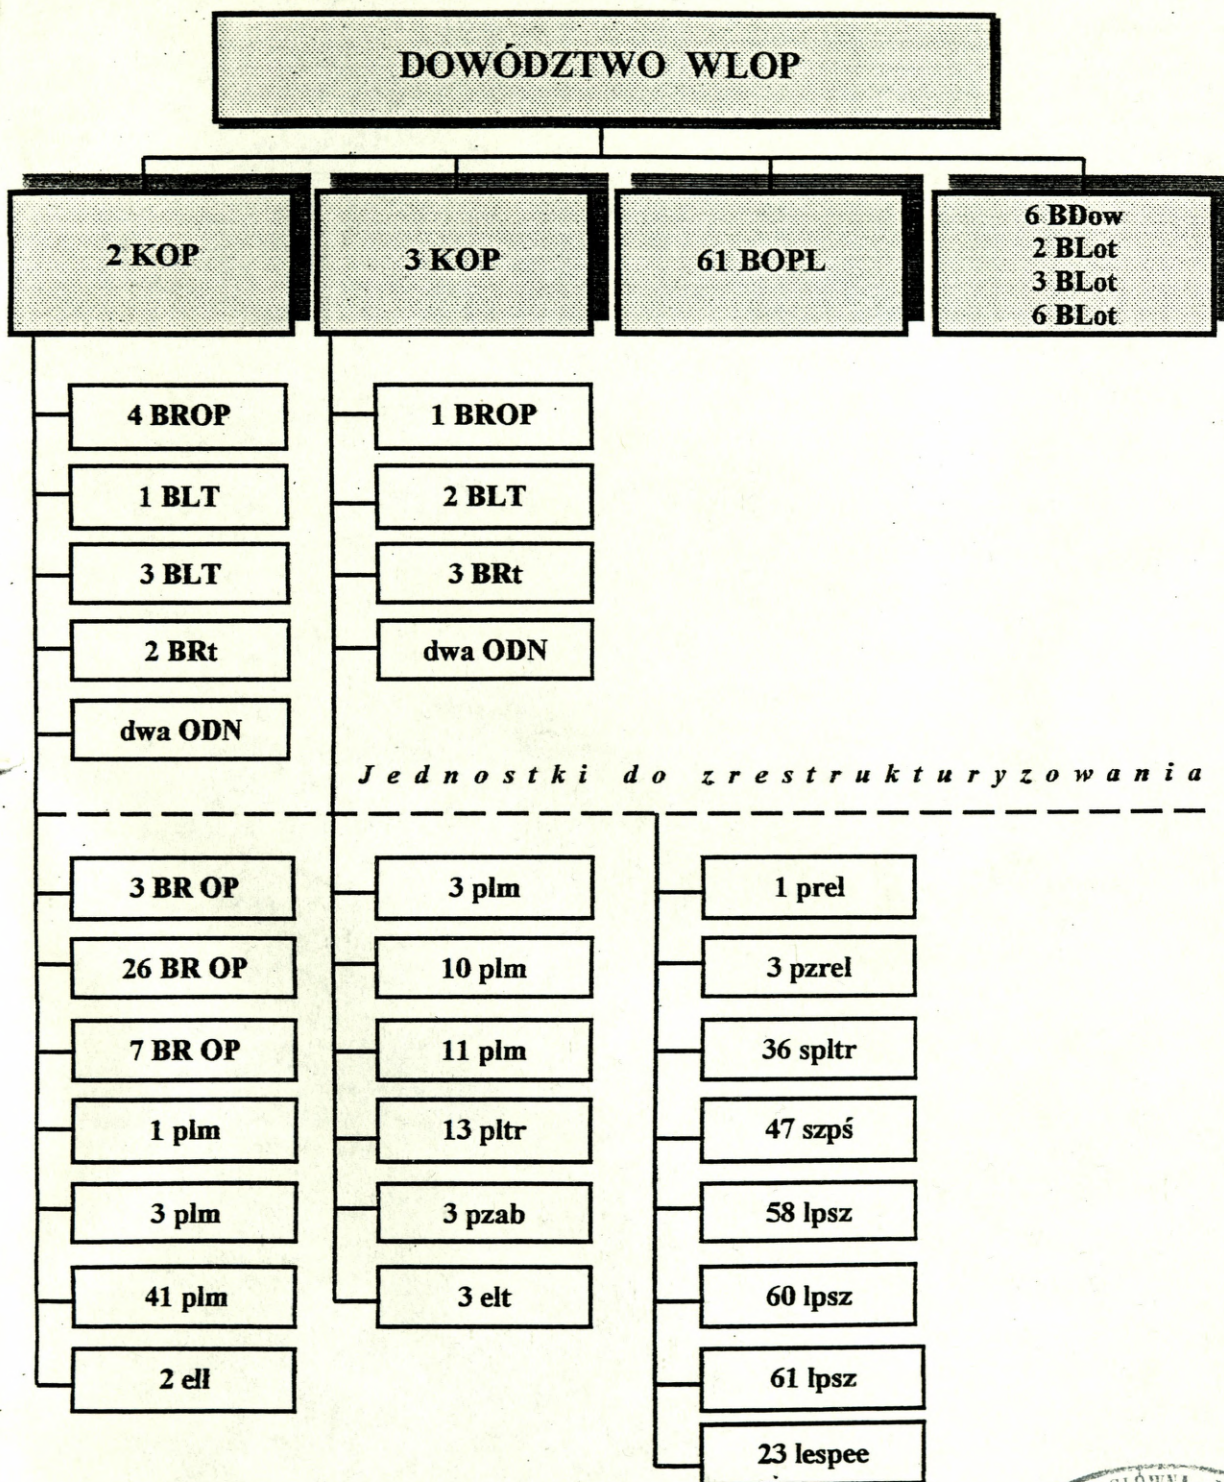 DOWÓDZTWO WLOP
2 KOP
3 KOP
61 BOPL
6 BDow
2 BLot
3 BLot
6 BLot
4 BROP
1 BLT
3 BLT
2 BRt
dwa ODN
1 BROP
2 BLT
3 BRt
dwa ODN
Jednostki do zrestrukturyzowania
3 BR OP
26 BR OP
7 BR OP
1 plm
3 plm
41 plm
2 ell
3 plm
10 plm
11 plm
13 pltr
3 pzab
3 elt
1 prel
3 pzrel
36 spltr
47 szpś
58 lpsz
60 lpsz
61 lpsz
23 lespee
GŁÓWNA